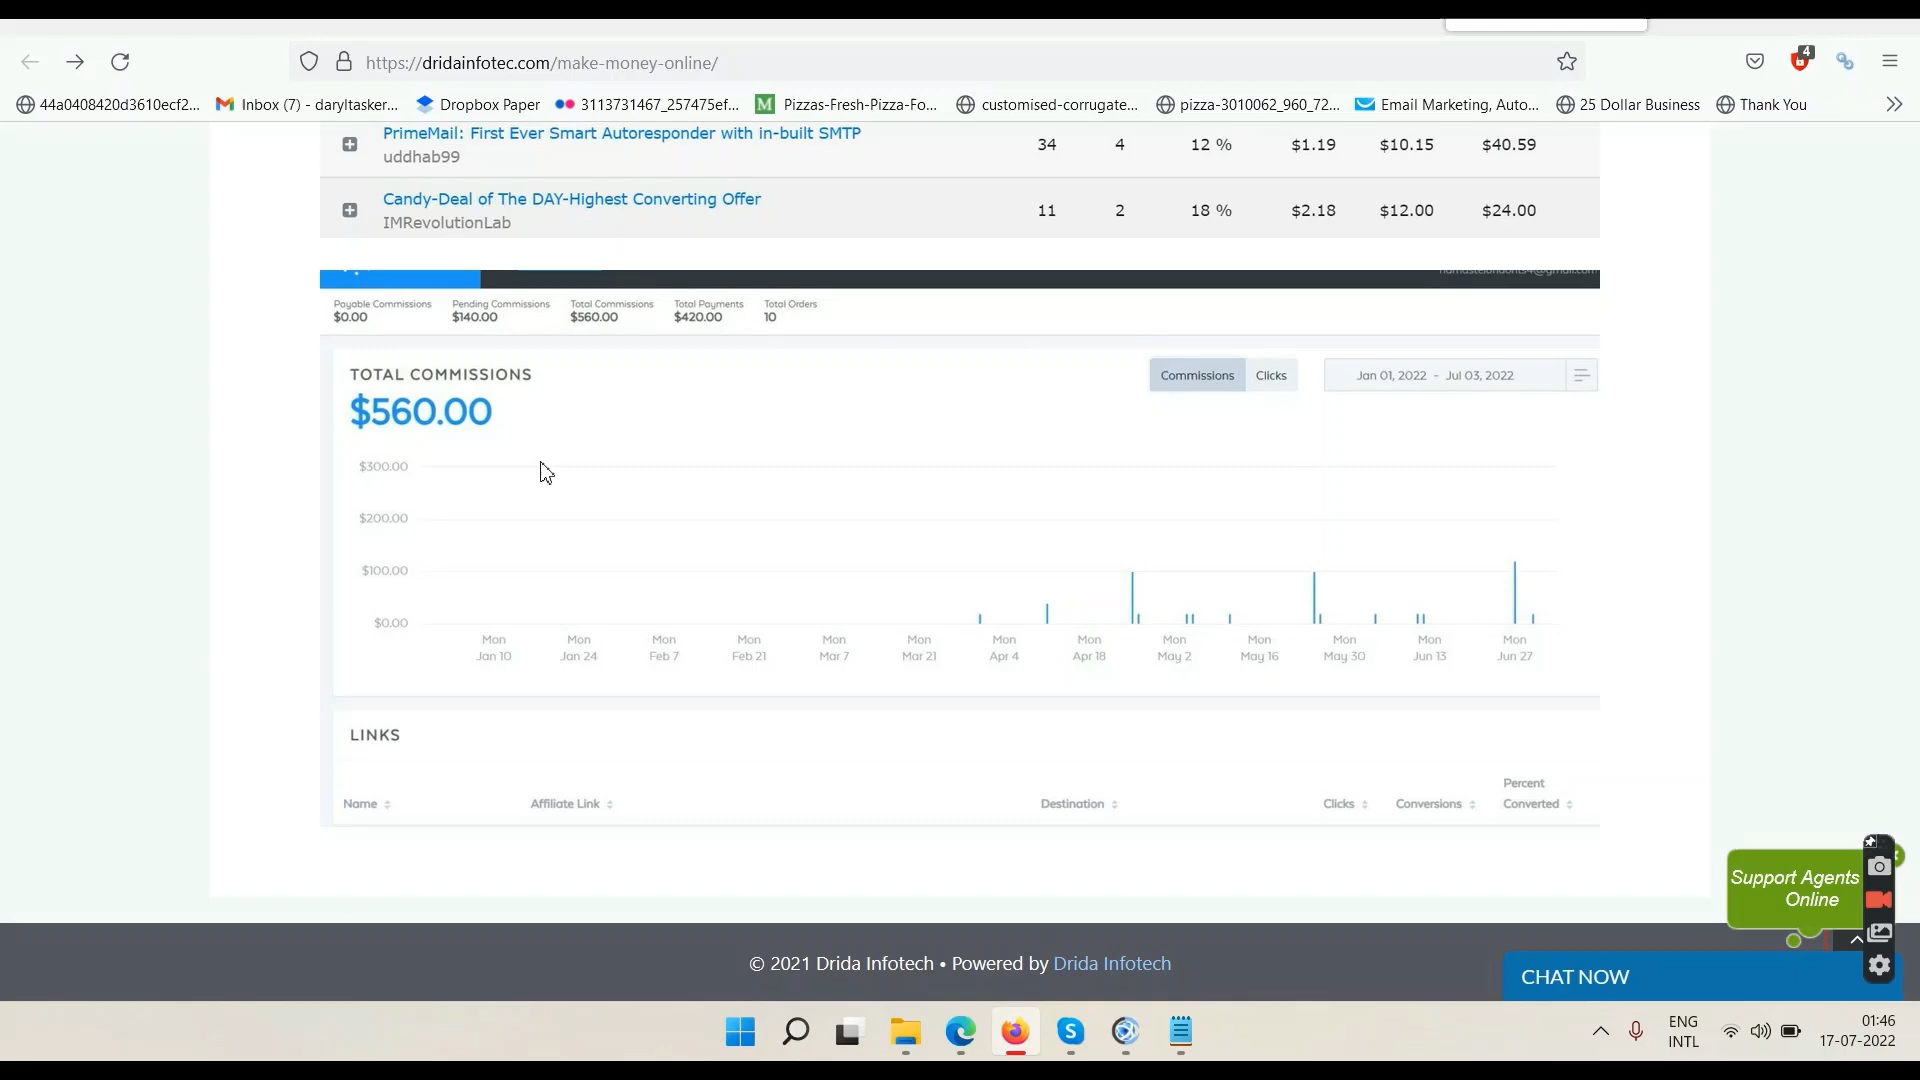 https://dridainfotec.com/make-money-online/
4
44a0408420d3610ecf2...
Inbox (7) - daryltasker...
Dropbox Paper
3113731467_257475ef...
M
Pizzas-Fresh-Pizza-Fo...
customised-corrugate...
pizza-3010062_960_72...
Email Marketing, Auto...
25 Dollar Business
Thank You
PrimeMail: First Ever Smart Autoresponder with in-built SMTP
uddhab99
34 4 12 % $1.19 $10.15 $40.59
Candy-Deal of The DAY-Highest Converting Offer
IMRevolutionLab
11 2 18 % $2.18 $12.00 $24.00
Payable Commissions
$0.00
Pending Commissions
$140.00
Total Commissions
$560.00
Total Payments
$420.00
Total Orders
10
TOTAL COMMISSIONS
$560.00
Commissions
Clicks
Jan 01, 2022 - Jul 03, 2022
$300.00
$200.00
$100.00
$0.00
Mon
Jan 10
Mon
Jan 24
Mon
Feb 7
Mon
Feb 21
Mon
Mar 7
Mon
Mar 21
Mon
Apr 4
Mon
Apr 18
Mon
May 2
Mon
May 16
Mon
May 30
Mon
Jun 13
Mon
Jun 27
LINKS
Name
Affiliate Link
Destination
Clicks
Conversions
Percent
Converted
Support Agents
Online
© 2021 Drida Infotech • Powered by Drida Infotech
CHAT NOW
S
ENG
INTL
01:46
17-07-2022